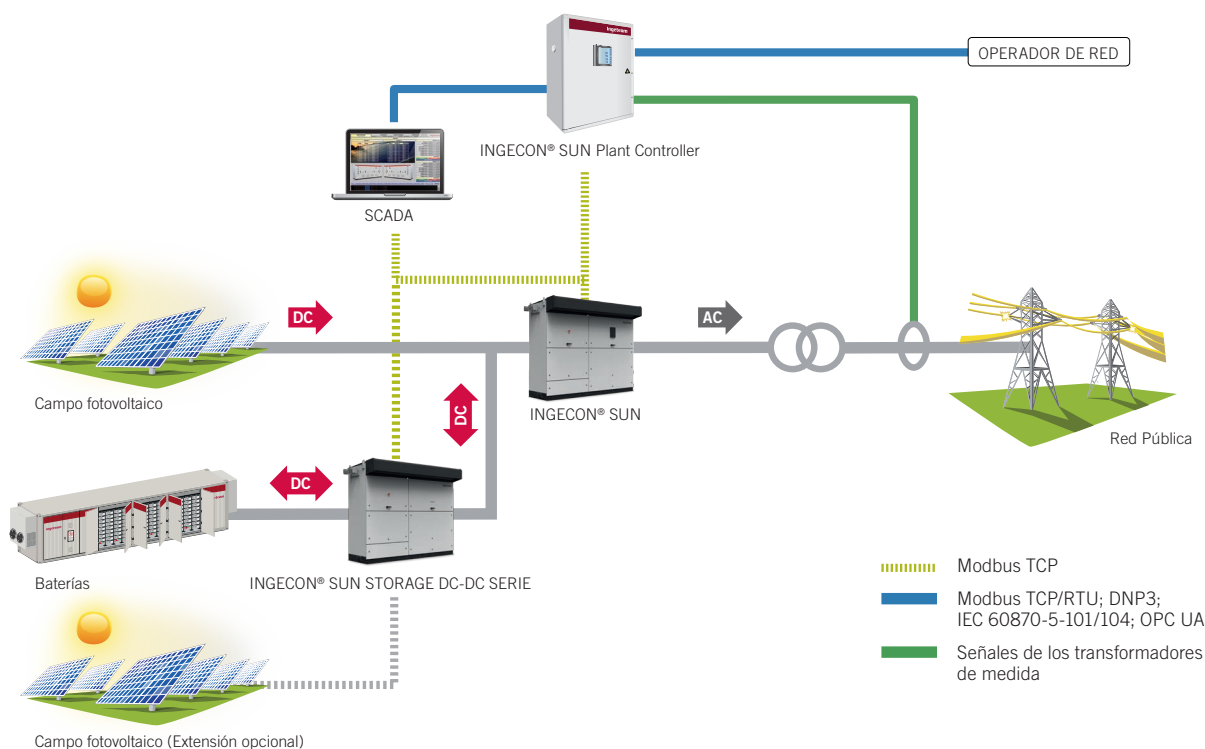 Ingeteam
OPERADOR DE RED
INGECON® SUN Plant Controller
SCADA
DC
AC
Campo fotovoltaico
DC
INGECON® SUN
Red Pública
DC
Baterías
INGECON® SUN STORAGE DC-DC SERIE
Modbus TCP
Modbus TCP/RTU; DNP3;
IEC 60870-5-101/104; OPC UA
Señales de los transformadores
de medida
Campo fotovoltaico (Extensión opcional)